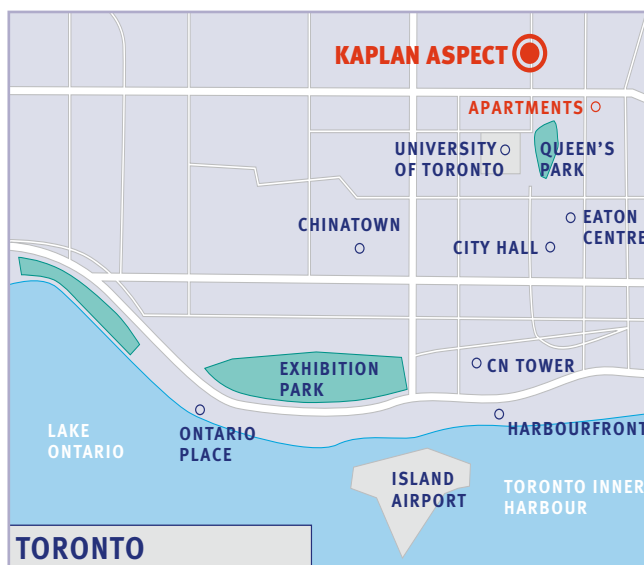 KAPLAN ASPECT
APARTMENTS
UNIVERSITY
OF TORONTO
QUEEN'S
PARK
CHINATOWN
EATON
CENTRE
CITY HALL
EXHIBITION
PARK
CN TOWER
LAKE
ONTARIO
ONTARIO
PLACE
HARBOURFRONT
ISLAND
AIRPORT
TORONTO INNER
HARBOUR
TORONTO